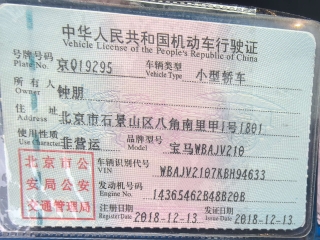 中华人民共和国机动车行驶证
Vehicle License of the People's Republic of China
号牌号码 京Q19295 车辆类型 小型轿车
Plate No. Vehicle Type
所有人 钟朋
Owner
住址 北京市石景山区八角南里甲1号1801
Address
使用性质 非营运 品牌型号 宝马WBAJV210
Use Character Model
北京市公安局公安交通管理局
车辆识别代号 WBAJV2107KBH94633
VIN
发动机号码 14365462B48B20B
Engine No.
注册日期 2018-12-13 发证日期 2018-12-13
Register Date Issue Date